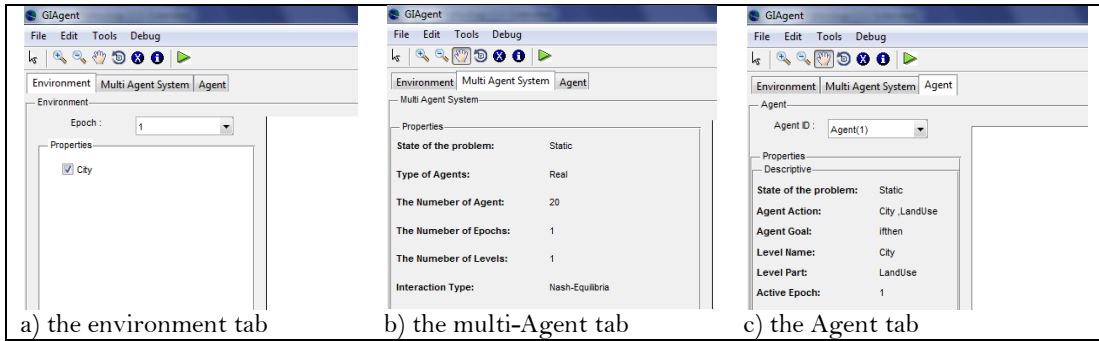 GIAgent
File Edit Tools Debug
Environment Multi Agent System Agent
Environment
Epoch : 1
Properties
City
a) the environment tab
GIAgent
File Edit Tools Debug
Environment Multi Agent System Agent
Multi Agent System
Properties
State of the problem: Static
Type of Agents: Real
The Numeber of Agent: 20
The Numeber of Epochs: 1
The Numeber of Levels: 1
Interaction Type: Nash-Equilibria
b) the multi-Agent tab
GIAgent
File Edit Tools Debug
Environment Multi Agent System Agent
Agent
Agent ID : Agent(1)
Properties
Descriptive
State of the problem: Static
Agent Action: City ,LandUse
Agent Goal: ifthen
Level Name: City
Level Part: LandUse
Active Epoch: 1
c) the Agent tab